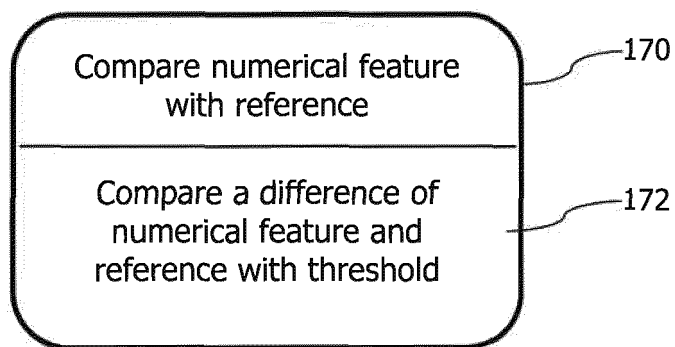 Compare numerical feature
with reference
170
Compare a difference of
numerical feature and
reference with threshold
172